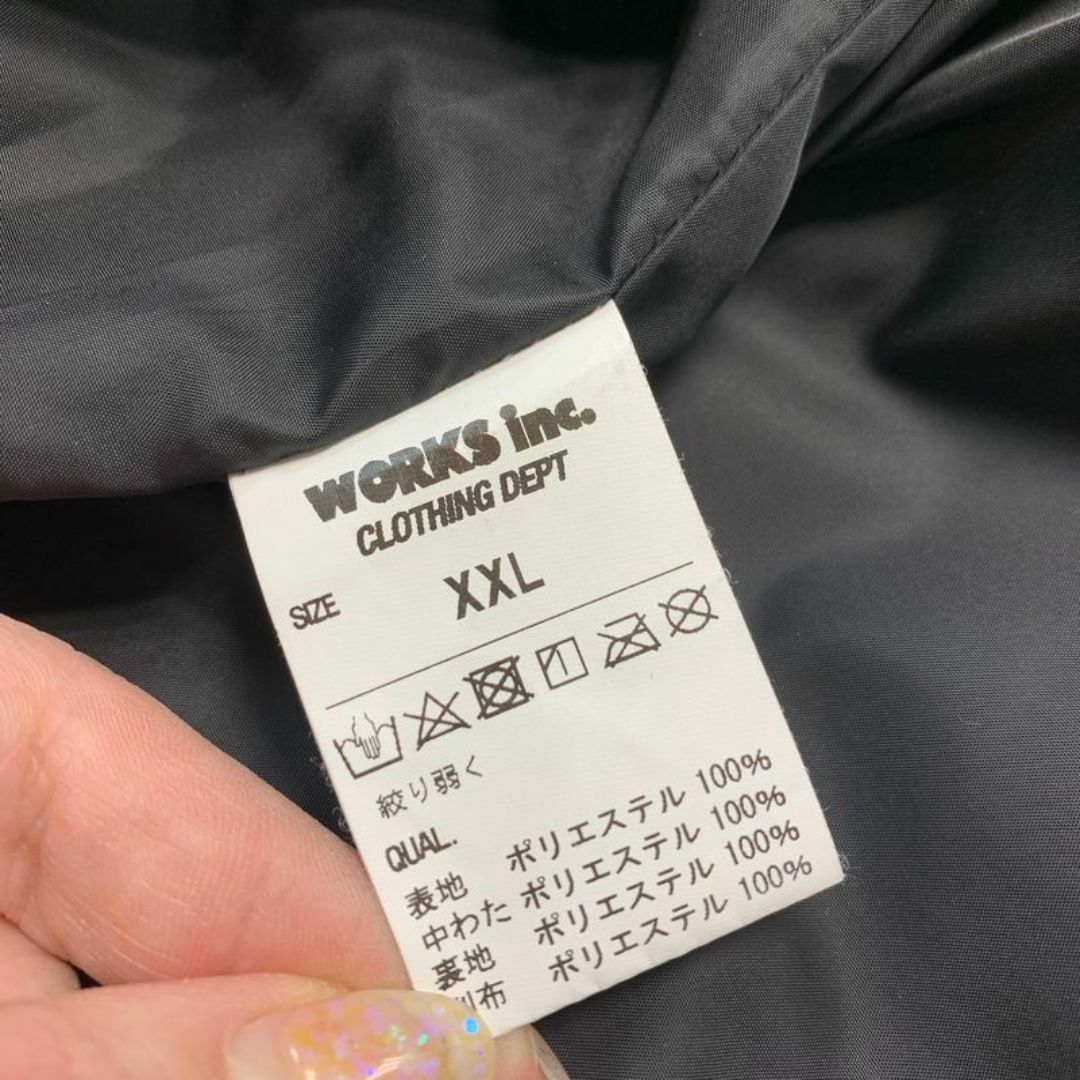 WORKS inc.
CLOTHING DEPT
SIZE XXL
絞り弱く
QUAL.
表地 ポリエステル 100%
中わた ポリエステル 100%
裏地 ポリエステル 100%
布 ポリエステル 100%